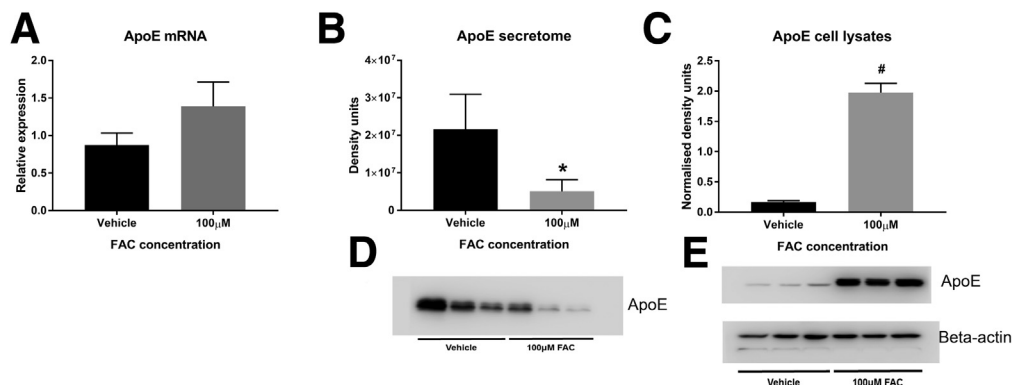 A
ApoE mRNA
Relative expression
2.0
1.5
1.0
0.5
0.0
Vehicle
100µM
FAC concentration
B
ApoE secretome
Density units
4×10⁷
3×10⁷
2×10⁷
1×10⁷
0
*
Vehicle
100µM
FAC concentration
C
ApoE cell lysates
Normalised density units
2.5
2.0
1.5
1.0
0.5
0.0
#
Vehicle
100µM
FAC concentration
D
ApoE
Vehicle
100µM FAC
E
ApoE
Beta-actin
Vehicle
100µM FAC